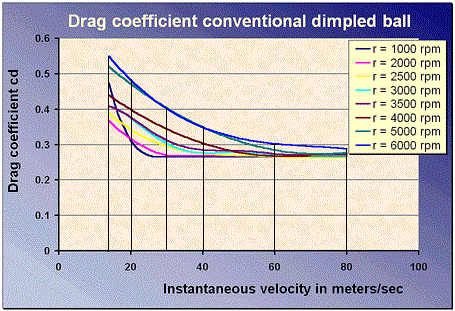 Drag coefficient conventional dimpled ball
Drag coefficient cd
0.6
0.5
0.4
0.3
0.2
0.1
0
0
20
40
60
80
100
Instantaneous velocity in meters/sec
r = 1000 rpm
r = 2000 rpm
r = 2500 rpm
r = 3000 rpm
r = 3500 rpm
r = 4000 rpm
r = 5000 rpm
r = 6000 rpm